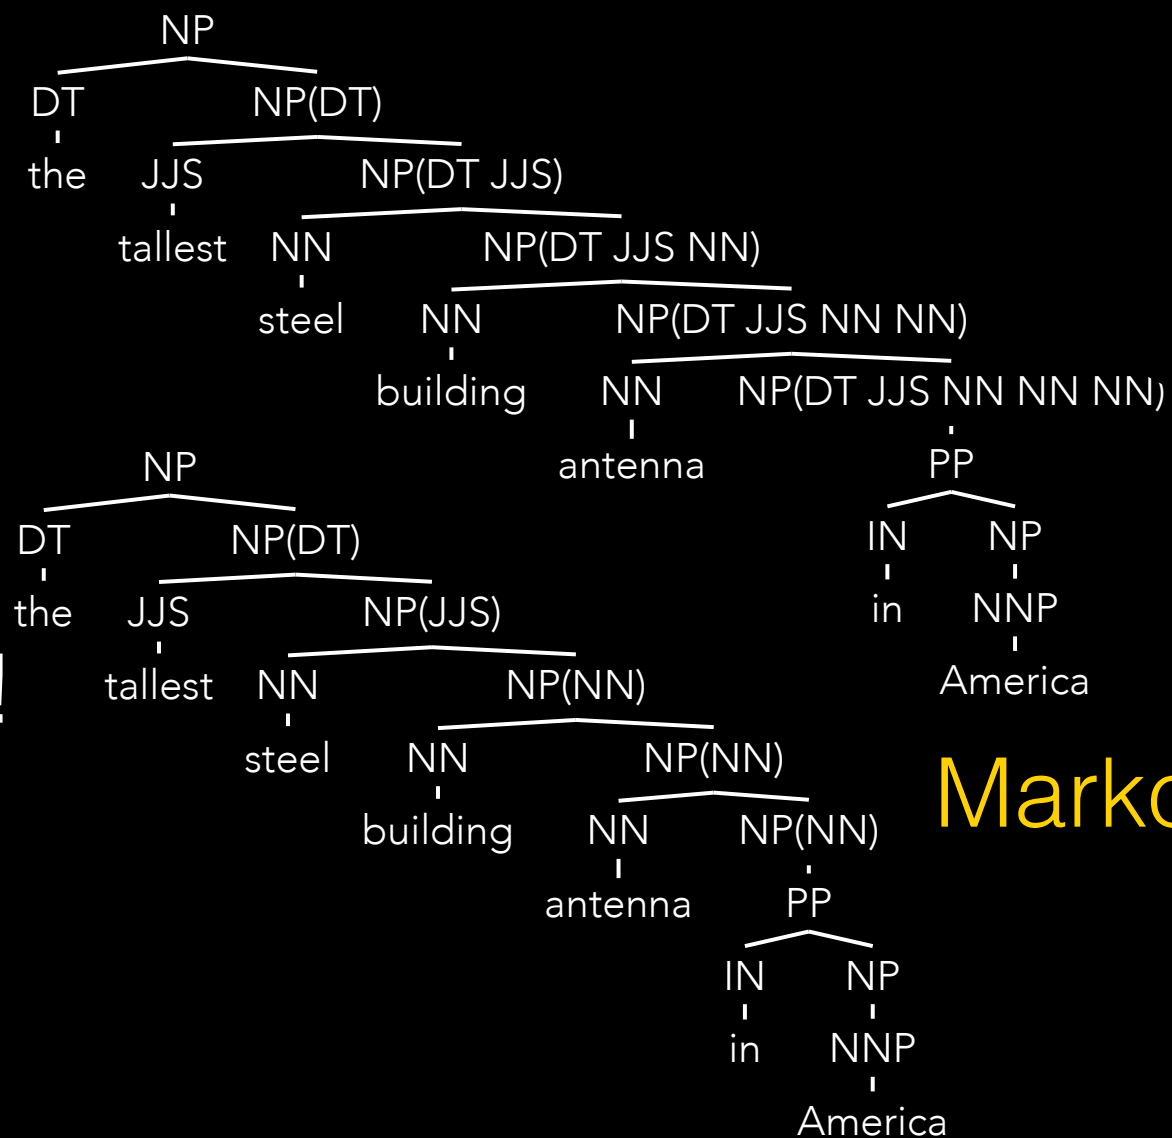 NP
DT NP(DT)
the JJS NP(DT JJS)
tallest NN NP(DT JJS NN)
steel NN NP(DT JJS NN NN)
building NN NP(DT JJS NN NN NN)
antenna PP
IN NP
in NNP
America
NP
DT NP(DT)
the JJS NP(JJS)
! tallest NN NP(NN)
steel NN NP(NN)
building NN NP(NN)
antenna PP
IN NP
in NNP
America